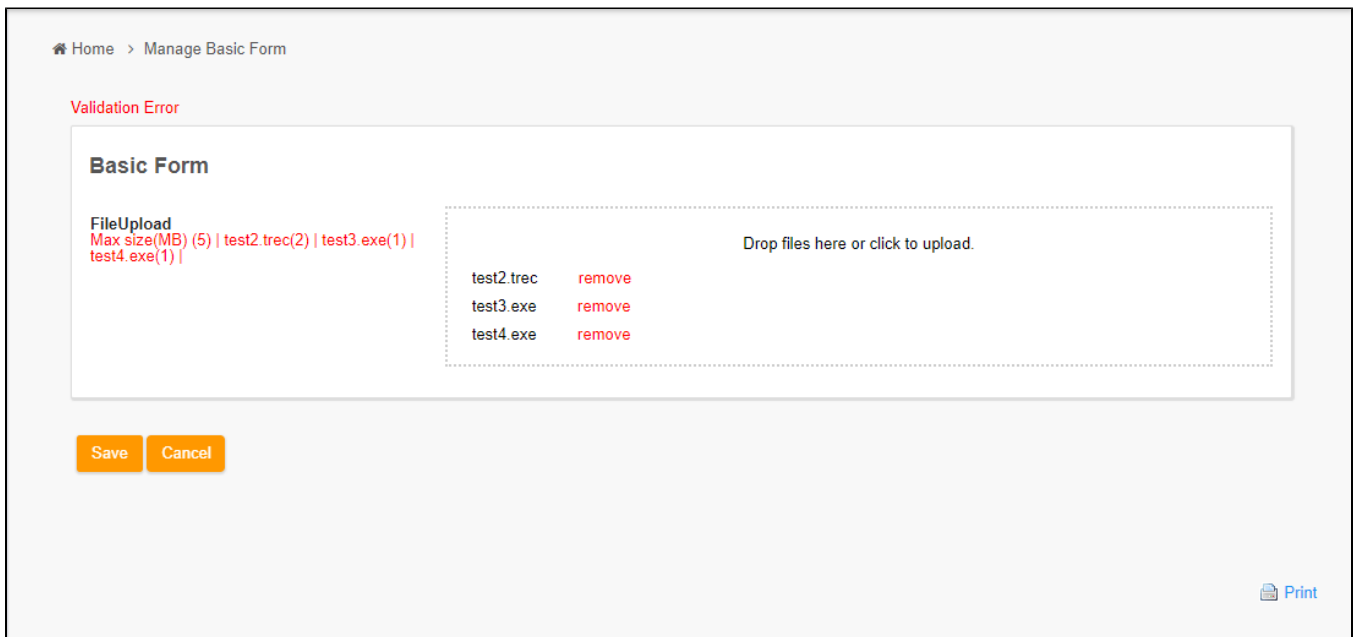 Home > Manage Basic Form
Validation Error
Basic Form
FileUpload
Max size(MB) (5) | test2.trec(2) | test3.exe(1) |
test4.exe(1) |
Drop files here or click to upload.
test2.trec remove
test3.exe remove
test4.exe remove
Save Cancel
Print